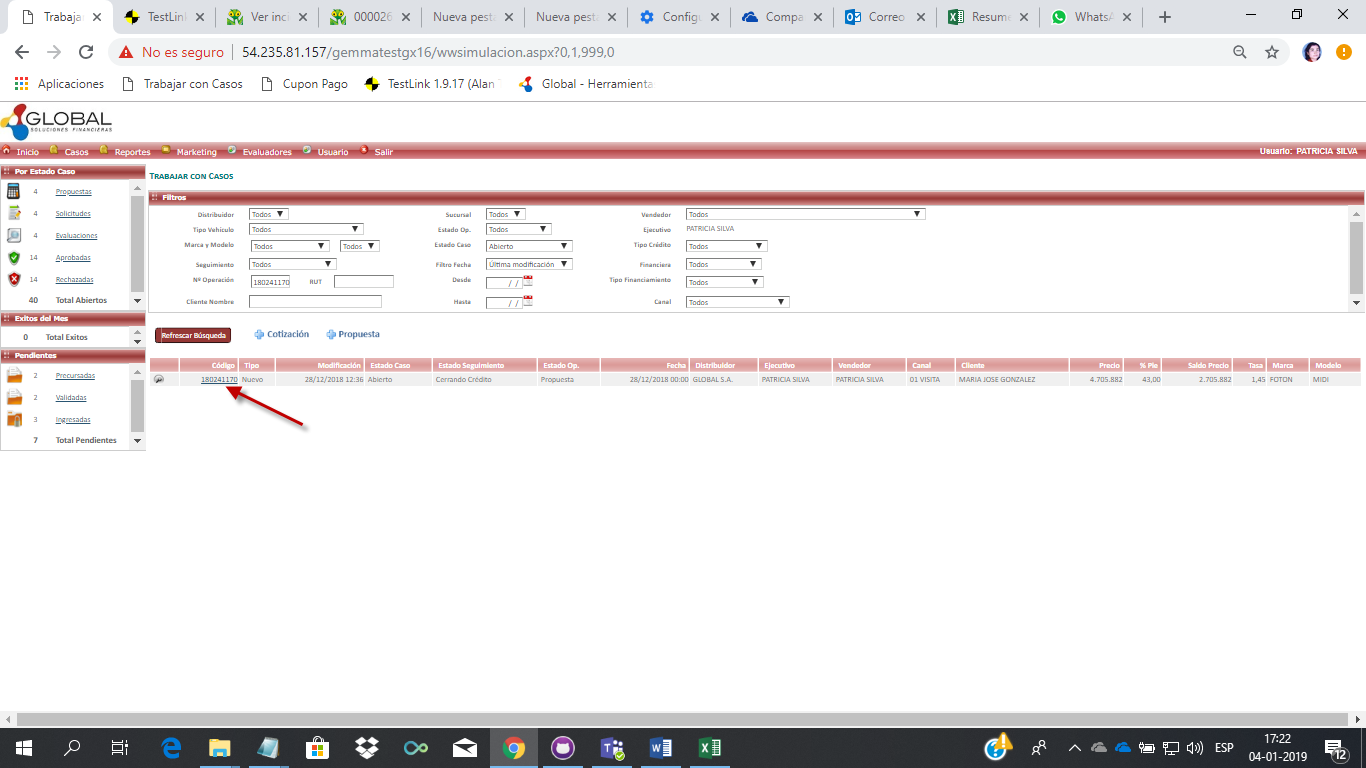 Trabaja
TestLink
Ver inci
000026
Nueva pest
Nueva pest
Configu
Compa
Correo
Resume
WhatsA
No es seguro
54.235.81.157/gemmatestgx16/wwsimulacion.aspx?0,1,999,0
Aplicaciones
Trabajar con Casos
Cupon Pago
TestLink 1.9.17 (Alan
Global - Herramienta
GLOBAL
SOLUCIONES FINANCIERAS
Inicio Casos Reportes Marketing Evaluadores Usuario Salir
Usuario: PATRICIA SILVA
Por Estado Caso
4 Propuestas
4 Solicitudes
4 Evaluaciones
14 Aprobadas
14 Rechazadas
40 Total Abiertos
Exitos del Mes
0 Total Exitos
Pendientes
2 Precursadas
2 Validadas
3 Ingresadas
7 Total Pendientes
TRABAJAR CON CASOS
Filtros
Distribuidor Todos Sucursal Todos Vendedor Todos
Tipo Vehículo Todos Estado Op. Todos Ejecutivo PATRICIA SILVA
Marca y Modelo Todos Todos Estado Caso Abierto Tipo Crédito Todos
Seguimiento Todos Filtro Fecha Última modificación Financiera Todos
Nº Operación 180241170 RUT Desde / / Tipo Financiamiento Todos
Cliente Nombre Hasta / / Canal Todos
Refrescar Búsqueda Cotización Propuesta
Código Tipo Modificación Estado Caso Estado Seguimiento Estado Op. Fecha Distribuidor Ejecutivo Vendedor Canal Cliente Precio % Pie Saldo Precio Tasa Marca Modelo
180241170 Nuevo 28/12/2018 12:36 Abierto Cerrando Crédito Propuesta 28/12/2018 00:00 GLOBAL S.A. PATRICIA SILVA PATRICIA SILVA 01 VISITA MARIA JOSE GONZALEZ 4.705.882 43,00 2.705.882 1,45 FOTON MIDI
ESP
17:22
04-01-2019
12